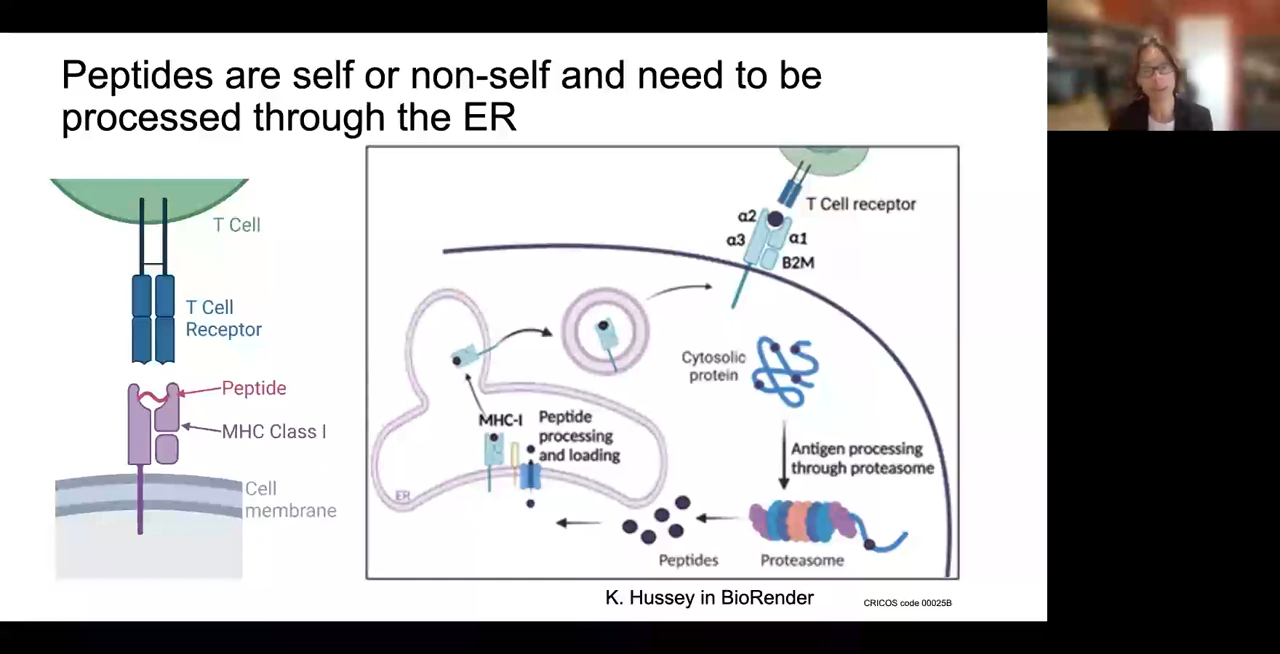 Peptides are self or non-self and need to be
processed through the ER
T Cell
T Cell
Receptor
Peptide
MHC Class I
Cell
membrane
T Cell receptor
α2
α3
α1
B2M
Cytosolic
protein
MHC-I
Peptide
processing
and loading
Antigen processing
through proteasome
ER
Peptides
Proteasome
K. Hussey in BioRender
CRICOS code 00025B